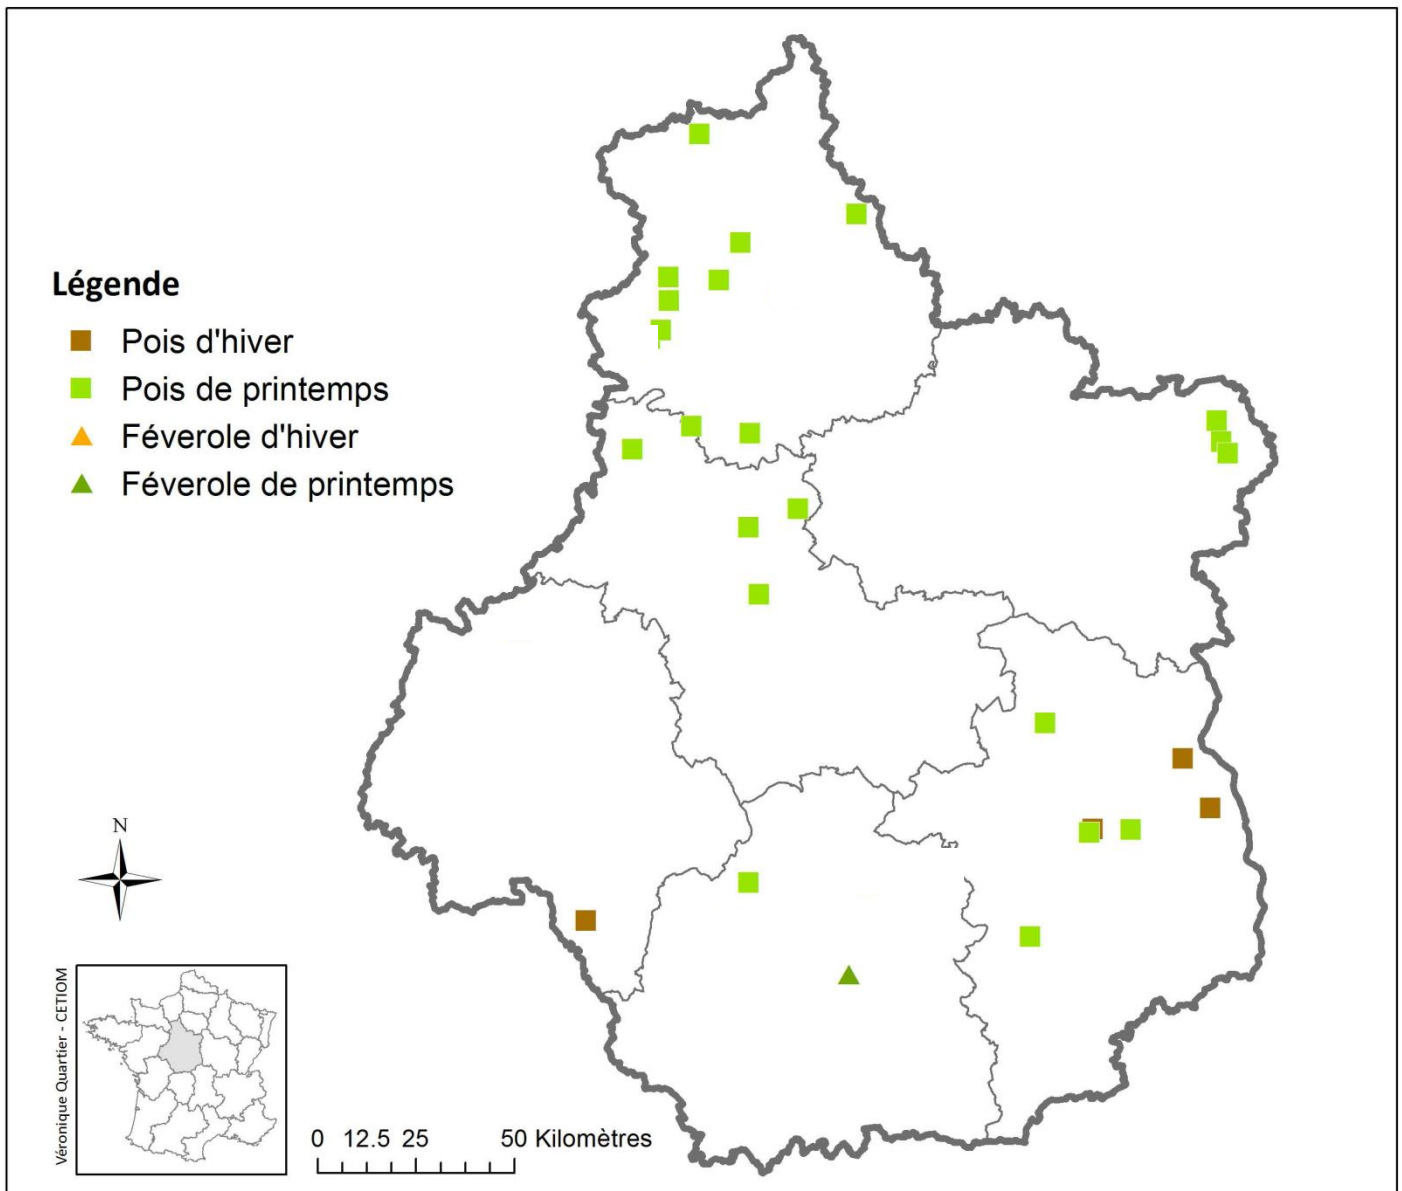 Légende
Pois d'hiver
Pois de printemps
Féverole d'hiver
Féverole de printemps
N
Véronique Quartier - CETIOM
0 12.5 25 50 Kilomètres